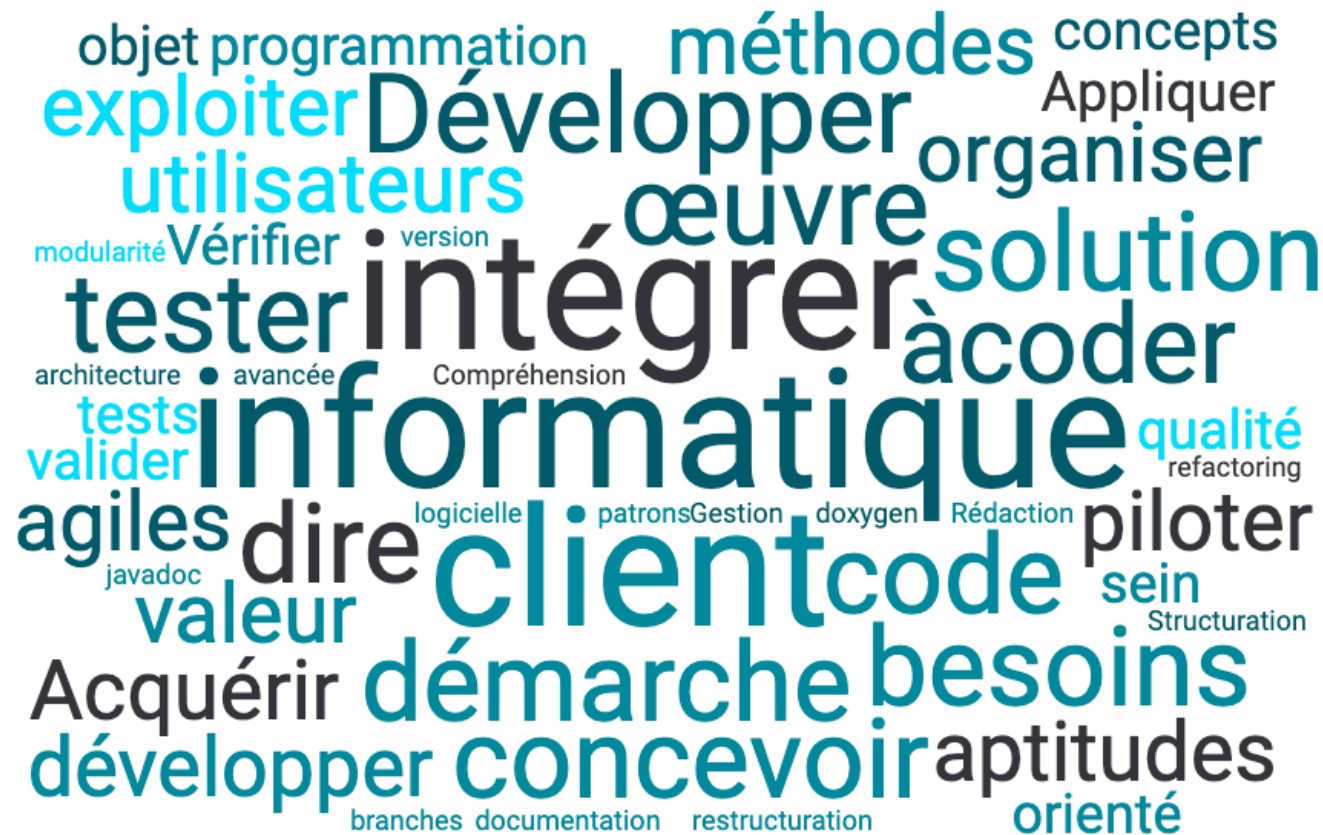 objet programmation méthodes concepts
exploiter Développer Appliquer
utilisateurs œuvre organiser
modularité Vérifier version solution
tester intégrer àcoder
architecture avancée Compréhension
tests informatique qualité
valider refactoring
agiles dire logicielle patrons Gestion doxygen Rédaction piloter
javadoc client code sein
valeur Structuration
Acquérir démarche besoins
développer concevoir aptitudes
branches documentation restructuration orienté